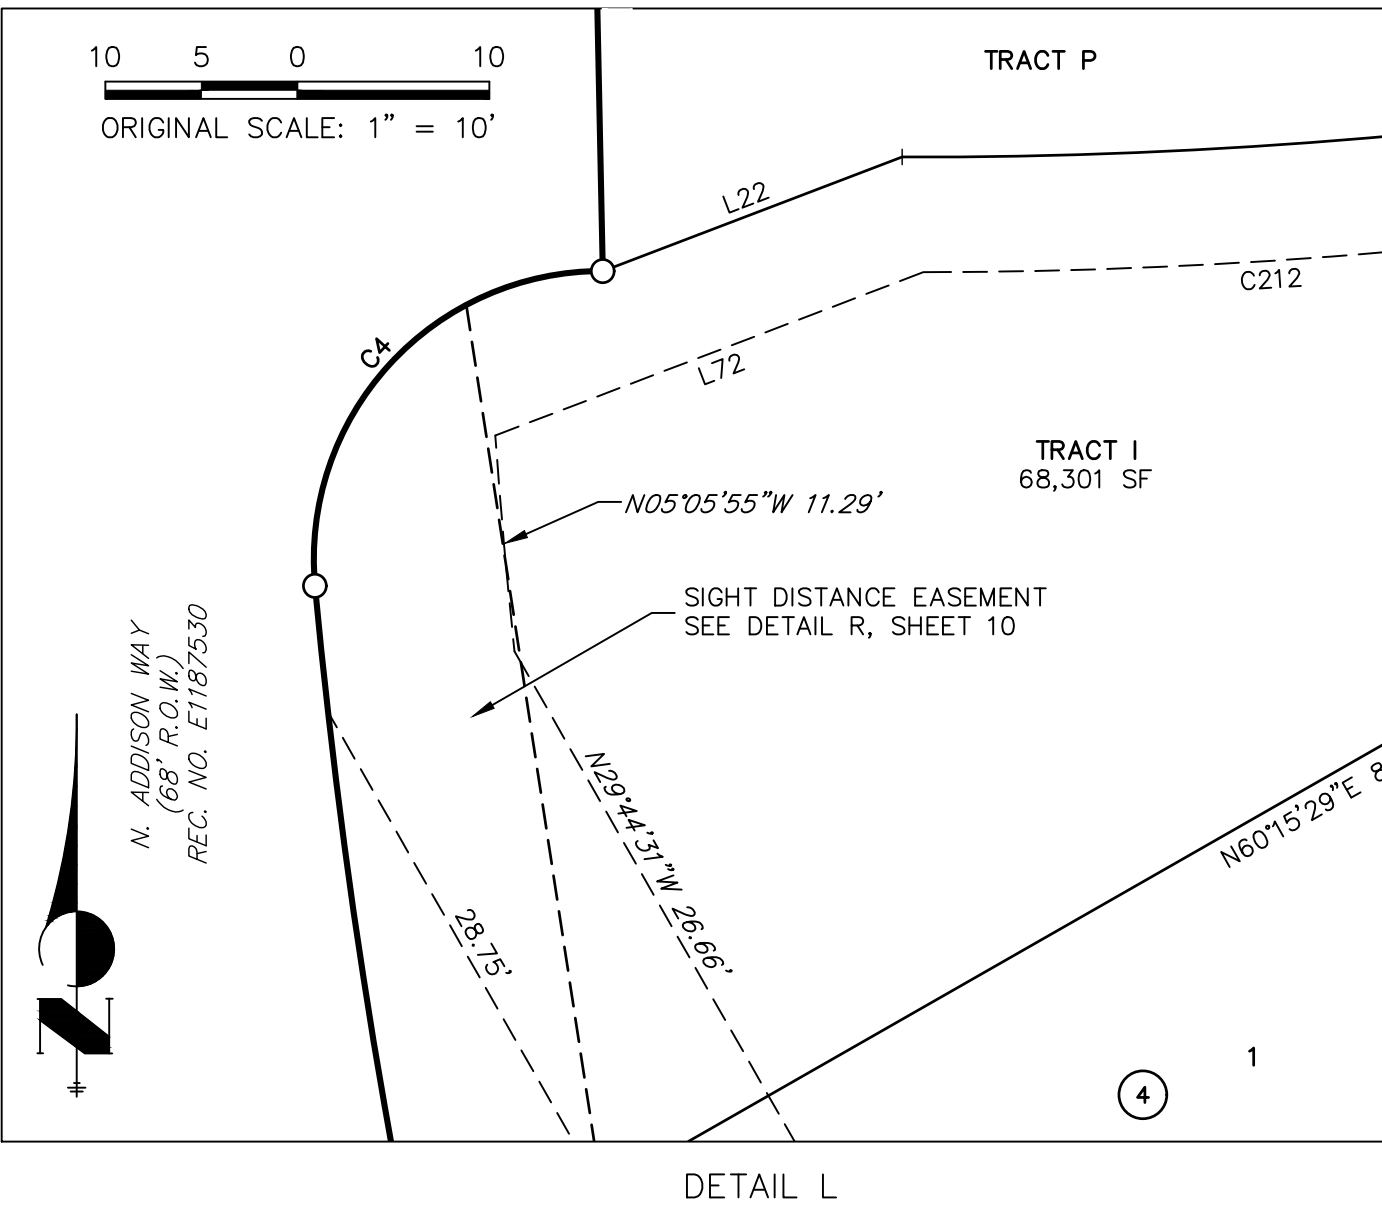 10 5 0 10
ORIGINAL SCALE: 1" = 10'
TRACT P
L22
C212
C4
L72
TRACT I
68,301 SF
N05°05'55"W 11.29'
SIGHT DISTANCE EASEMENT
SEE DETAIL R, SHEET 10
N. ADDISON WAY
(68' R.O.W.)
REC. NO. E1187530
N29°44'31"W 26.66'
N60°15'29"E 8
28.75'
N
1
4
DETAIL L